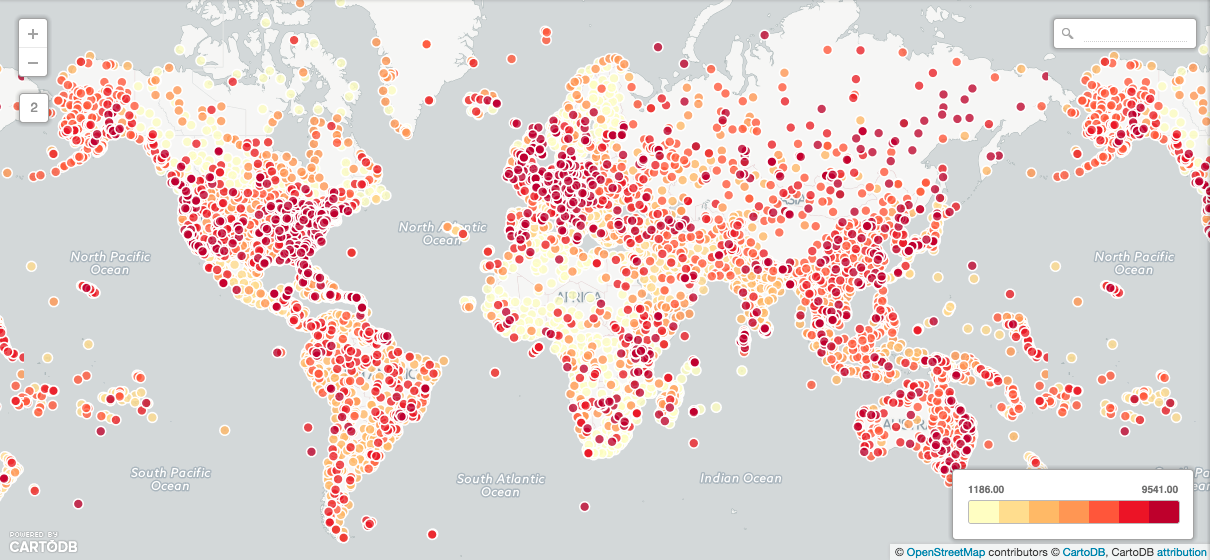 +
−
2
North Atlantic
Ocean
North Pacific
Ocean
North Pacific
Ocean
ASIA
AFRICA
South Pacific
Ocean
South Atlantic
Ocean
Indian Ocean
1186.00 9541.00
POWERED BY
CARTODB
© OpenStreetMap contributors © CartoDB, CartoDB attribution